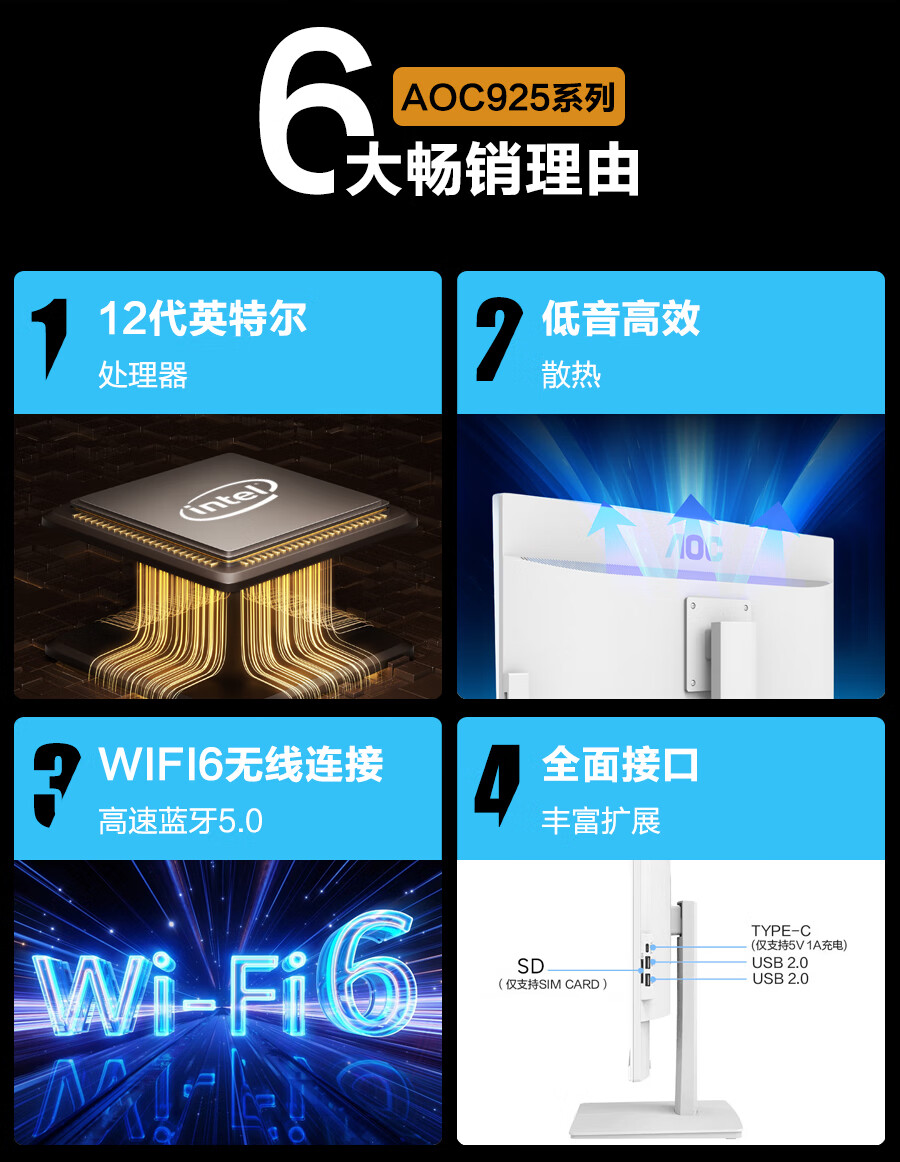 6
AOC925系列
大畅销理由
1
12代英特尔
处理器
intel
2
低音高效
散热
AOC
3
WIFI6无线连接
高速蓝牙5.0
Wi-Fi 6
4
全面接口
丰富扩展
TYPE-C
(仅支持5V 1A充电)
USB 2.0
USB 2.0
SD
(仅支持SIM CARD)